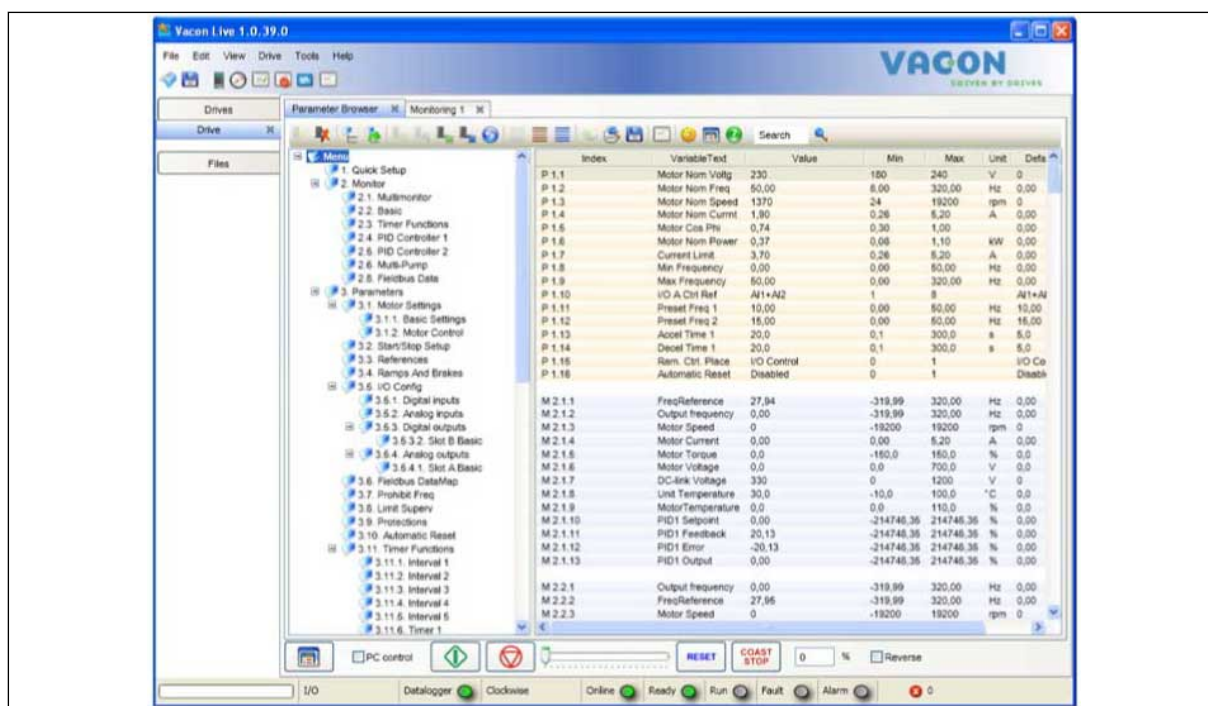 Vacon Live 1.0.39.0
File Edit View Drive Tools Help
VACON
DRIVEN BY DRIVES
Drives
Drive
Files
Parameter Browser Monitoring 1
Search
Menu
1. Quick Setup
2. Monitor
2.1. Multimonitor
2.2. Basic
2.3. Timer Functions
2.4. PID Controller 1
2.5. PID Controller 2
2.6. Multi-Pump
2.8. Fieldbus Data
3. Parameters
3.1. Motor Settings
3.1.1. Basic Settings
3.1.2. Motor Control
3.2. Start/Stop Setup
3.3. References
3.4. Ramps And Brakes
3.5. I/O Config
3.5.1. Digital inputs
3.5.2. Analog inputs
3.5.3. Digital outputs
3.5.3.2. Slot B Basic
3.5.4. Analog outputs
3.5.4.1. Slot A Basic
3.6. Fieldbus DataMap
3.7. Prohibit Freq
3.8. Limit Superv
3.9. Protections
3.10. Automatic Reset
3.11. Timer Functions
3.11.1. Interval 1
3.11.2. Interval 2
3.11.3. Interval 3
3.11.4. Interval 4
3.11.5. Interval 5
3.11.6. Timer 1
Index VariableText Value Min Max Unit Defa
P 1.1 Motor Nom Voltg 230 180 240 V 0
P 1.2 Motor Nom Freq 50,00 8,00 320,00 Hz 0,00
P 1.3 Motor Nom Speed 1370 24 19200 rpm 0
P 1.4 Motor Nom Currnt 1,90 0,26 5,20 A 0,00
P 1.5 Motor Cos Phi 0,74 0,30 1,00 0,00
P 1.6 Motor Nom Power 0,37 0,06 1,10 kW 0,00
P 1.7 Current Limit 3,70 0,26 5,20 A 0,00
P 1.8 Min Frequency 0,00 0,00 50,00 Hz 0,00
P 1.9 Max Frequency 50,00 0,00 320,00 Hz 0,00
P 1.10 I/O A Ctrl Ref AI1+AI2 1 8 AI1+AI
P 1.11 Preset Freq 1 10,00 0,00 50,00 Hz 10,00
P 1.12 Preset Freq 2 15,00 0,00 50,00 Hz 15,00
P 1.13 Accel Time 1 20,0 0,1 300,0 s 5,0
P 1.14 Decel Time 1 20,0 0,1 300,0 s 5,0
P 1.15 Rem. Ctrl. Place I/O Control 0 1 I/O Co
P 1.16 Automatic Reset Disabled 0 1 Disabl
M 2.1.1 FreqReference 27,94 -319,99 320,00 Hz 0,00
M 2.1.2 Output frequency 0,00 -319,99 320,00 Hz 0,00
M 2.1.3 Motor Speed 0 -19200 19200 rpm 0
M 2.1.4 Motor Current 0,00 0,00 5,20 A 0,00
M 2.1.5 Motor Torque 0,0 -150,0 150,0 % 0,0
M 2.1.6 Motor Voltage 0,0 0,0 700,0 V 0,0
M 2.1.7 DC-link Voltage 330 0 1200 V 0
M 2.1.8 Unit Temperature 30,0 -10,0 100,0 °C 0,0
M 2.1.9 MotorTemperature 0,0 0,0 110,0 % 0,0
M 2.1.10 PID1 Setpoint 0,00 -214748,36 214748,36 % 0,00
M 2.1.11 PID1 Feedback 20,13 -214748,36 214748,36 % 0,00
M 2.1.12 PID1 Error -20,13 -214748,36 214748,36 % 0,00
M 2.1.13 PID1 Output 0,00 -214748,36 214748,36 % 0,00
M 2.2.1 Output frequency 0,00 -319,99 320,00 Hz 0,00
M 2.2.2 FreqReference 27,95 -319,99 320,00 Hz 0,00
M 2.2.3 Motor Speed 0 -19200 19200 rpm 0
PC control RESET COAST STOP 0 % Reverse
I/O Datalogger Clockwise Online Ready Run Fault Alarm 0